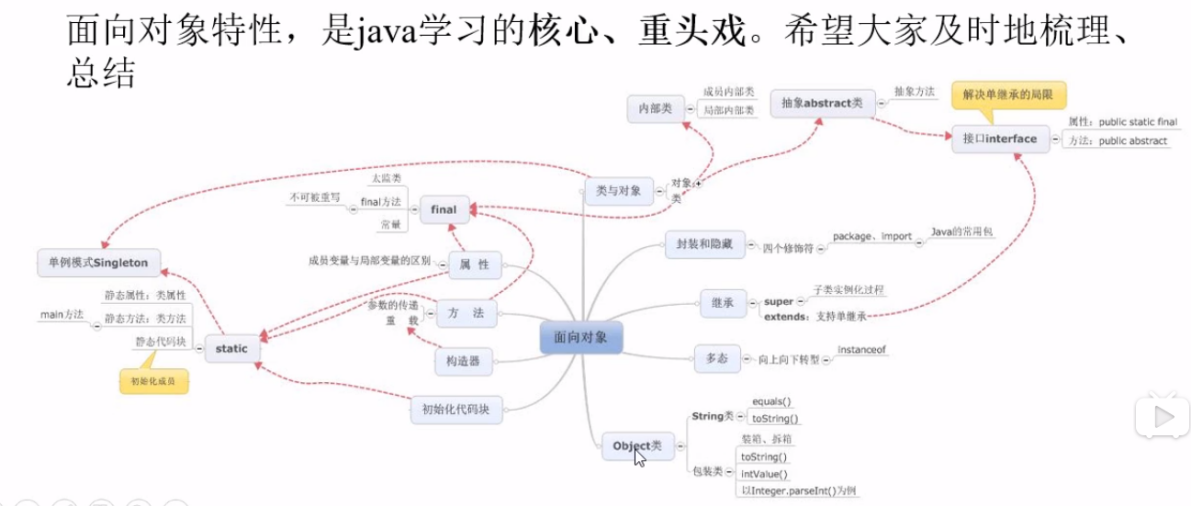 面向对象特性，是java学习的核心、重头戏。希望大家及时地梳理、
总结
解决单继承的局限
成员内部类
内部类
局部内部类
抽象abstract类
抽象方法
属性：public static final
接口interface
方法：public abstract
类与对象
对象
类
太监类
不可被重写
final方法
final
常量
封装和隐藏
四个修饰符
package、import
Java的常用包
单例模式Singleton
成员变量与局部变量的区别
属 性
静态属性：类属性
main方法
静态方法：类方法
静态代码块
static
初始化成员
参数的传递
重 载
方 法
继承
super
子类实例化过程
extends：支持单继承
面向对象
构造器
多态
向上向下转型
instanceof
初始化代码块
Object类
String类
equals()
toString()
包装类
装箱、拆箱
toString()
intValue()
以Integer.parseInt()为例